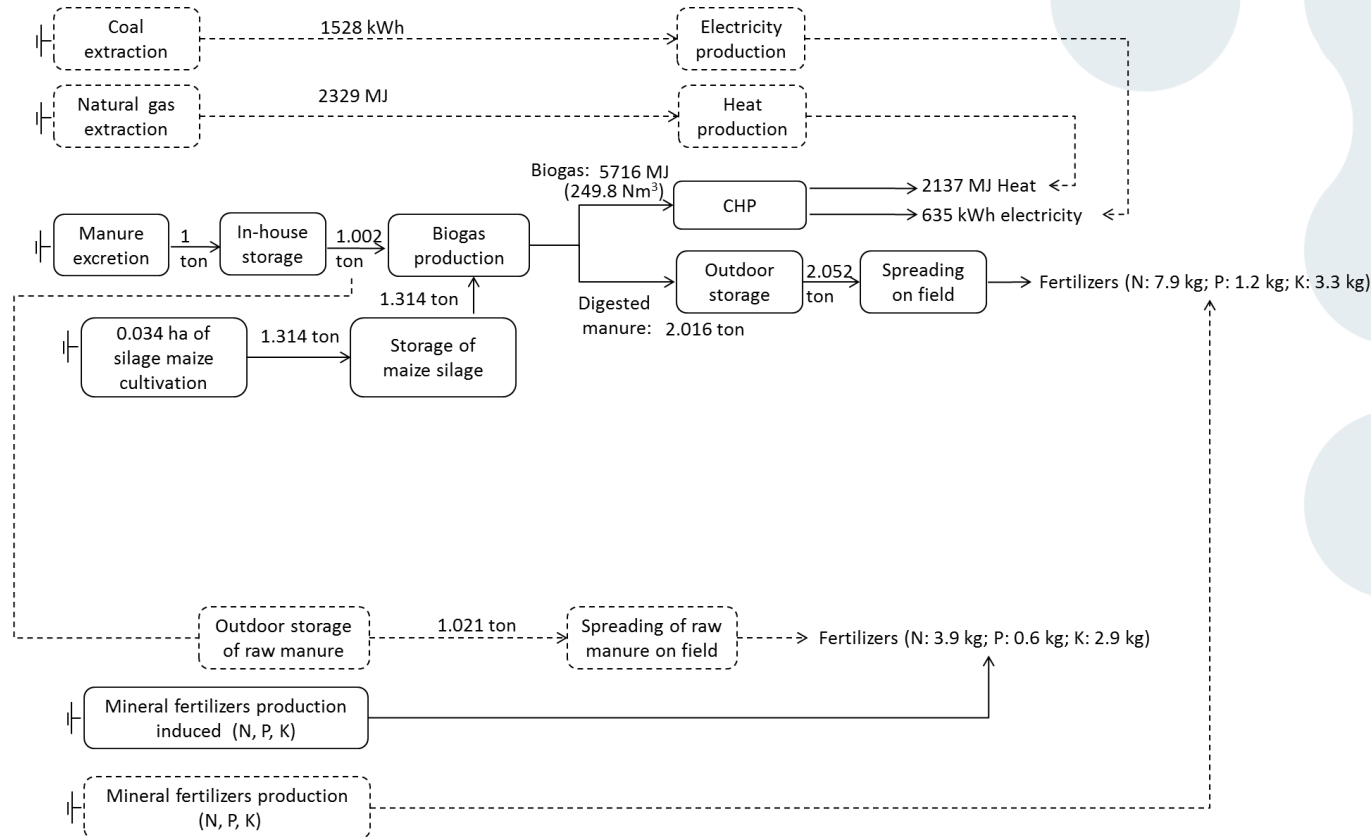 Coal
extraction
1528 kWh
Electricity
production
Natural gas
extraction
2329 MJ
Heat
production
Biogas: 5716 MJ
(249.8 Nm³)
CHP
2137 MJ Heat
635 kWh electricity
Manure
excretion
1
ton
In-house
storage
1.002
ton
Biogas
production
Outdoor
storage
2.052
ton
Spreading
on field
Fertilizers (N: 7.9 kg; P: 1.2 kg; K: 3.3 kg)
Digested
manure: 2.016 ton
1.314 ton
0.034 ha of
silage maize
cultivation
1.314 ton
Storage of
maize silage
Outdoor storage
of raw manure
1.021 ton
Spreading of raw
manure on field
Fertilizers (N: 3.9 kg; P: 0.6 kg; K: 2.9 kg)
Mineral fertilizers production
induced (N, P, K)
Mineral fertilizers production
(N, P, K)